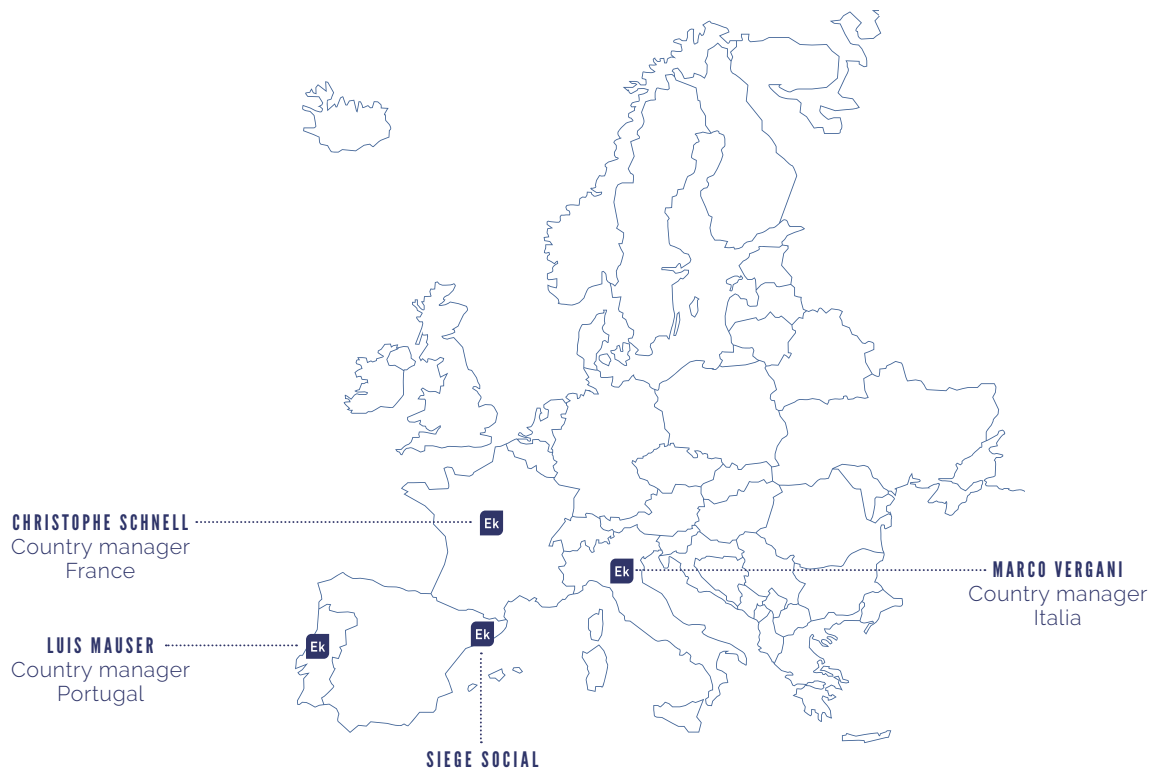 CHRISTOPHE SCHNELL
Country manager
France
Ek
Ek
MARCO VERGANI
Country manager
Italia
LUIS MAUSER
Country manager
Portugal
Ek
Ek
SIEGE SOCIAL